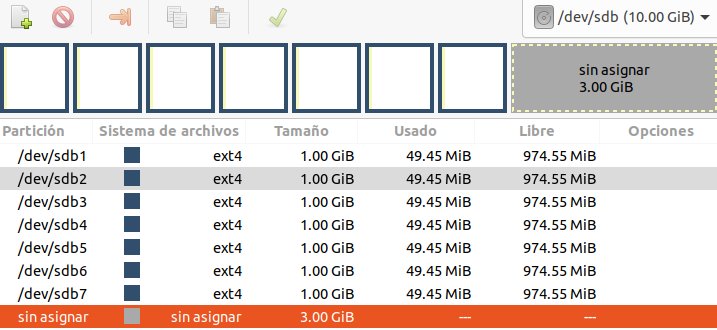 /dev/sdb (10.00 GiB)
sin asignar
3.00 GiB
Partición Sistema de archivos Tamaño Usado Libre Opciones
/dev/sdb1 ext4 1.00 GiB 49.45 MiB 974.55 MiB
/dev/sdb2 ext4 1.00 GiB 49.45 MiB 974.55 MiB
/dev/sdb3 ext4 1.00 GiB 49.45 MiB 974.55 MiB
/dev/sdb4 ext4 1.00 GiB 49.45 MiB 974.55 MiB
/dev/sdb5 ext4 1.00 GiB 49.45 MiB 974.55 MiB
/dev/sdb6 ext4 1.00 GiB 49.45 MiB 974.55 MiB
/dev/sdb7 ext4 1.00 GiB 49.45 MiB 974.55 MiB
sin asignar sin asignar 3.00 GiB --- ---